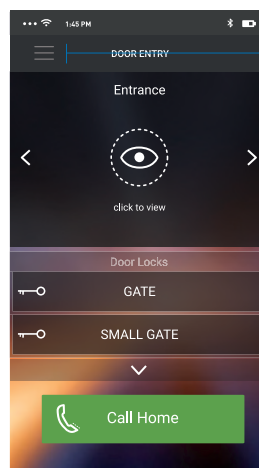 1:45 PM
DOOR ENTRY
Entrance
click to view
Door Locks
GATE
SMALL GATE
Call Home